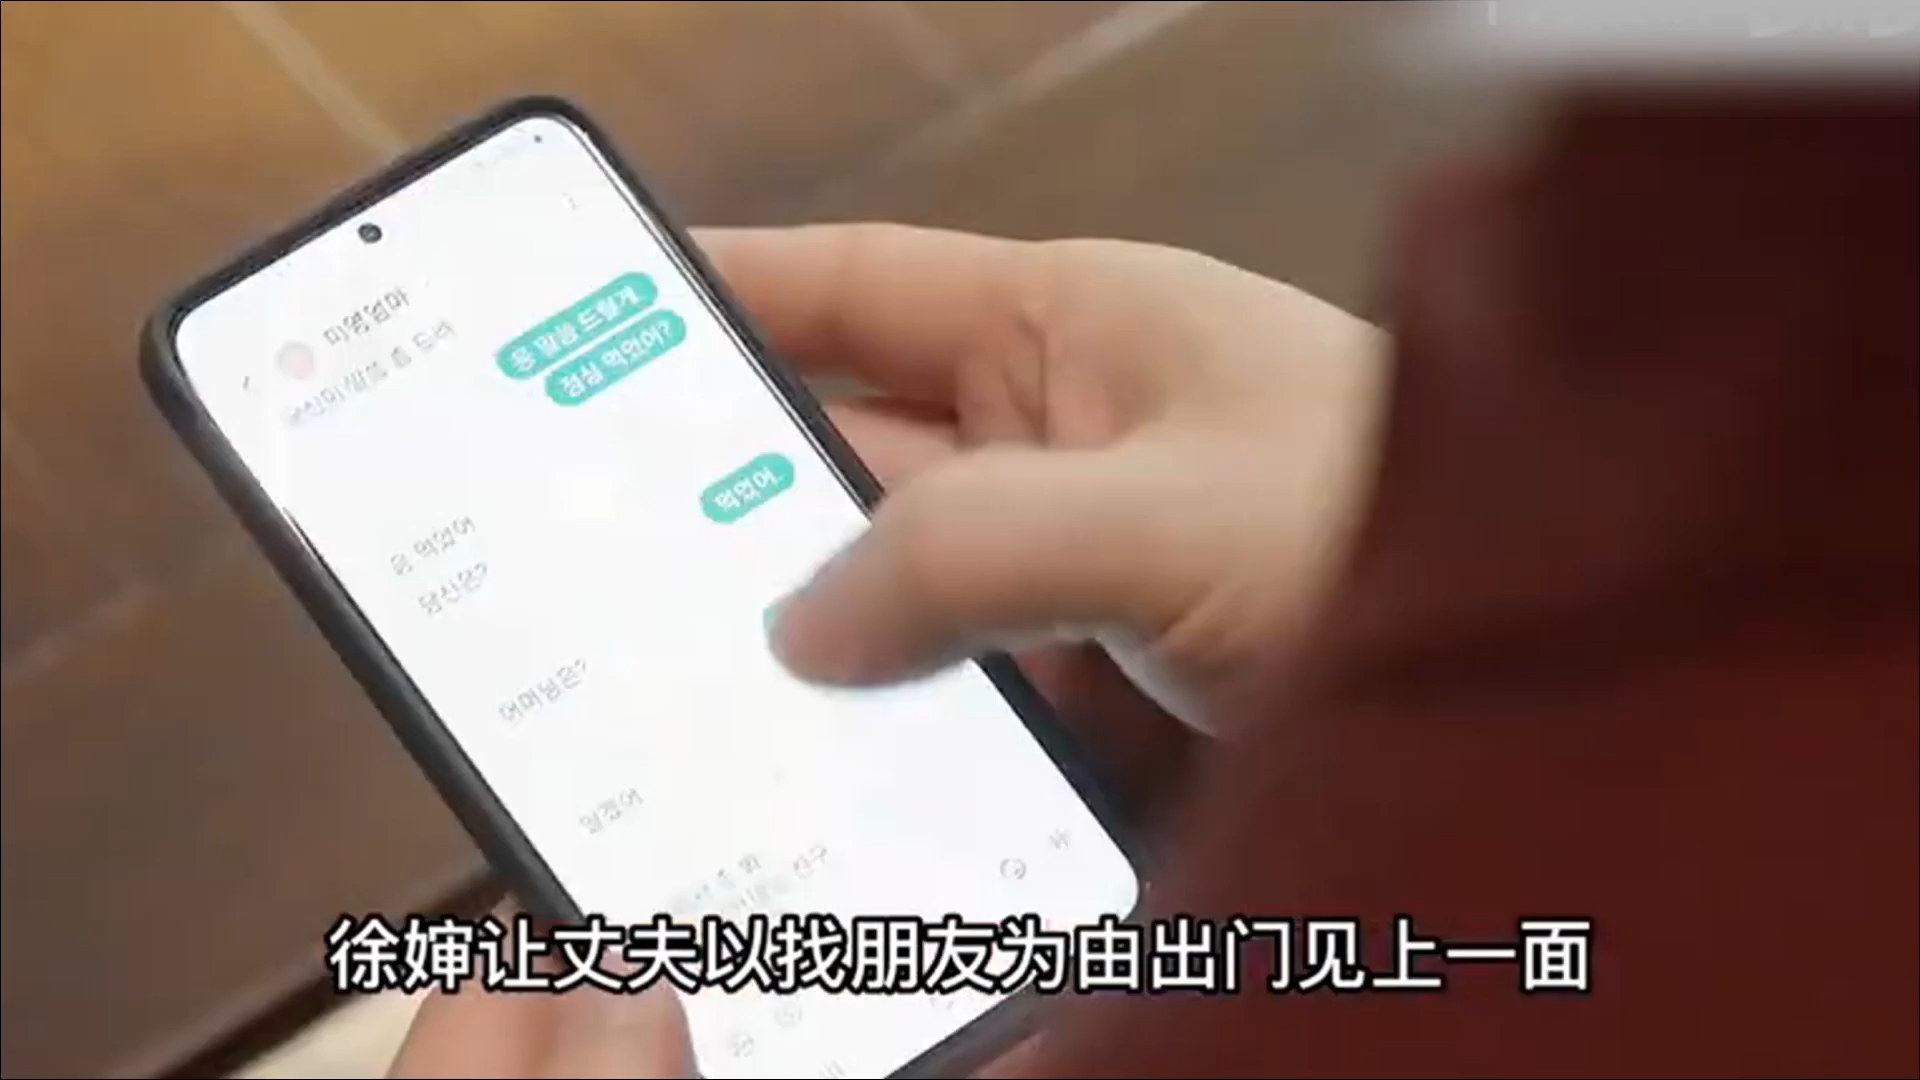 미영엄마
응 말씀 드릴게
점심 먹었어?
먹었어
응 먹었어
당신은?
어머님은?
알겠어
徐婶让丈夫以找朋友为由出门见上一面